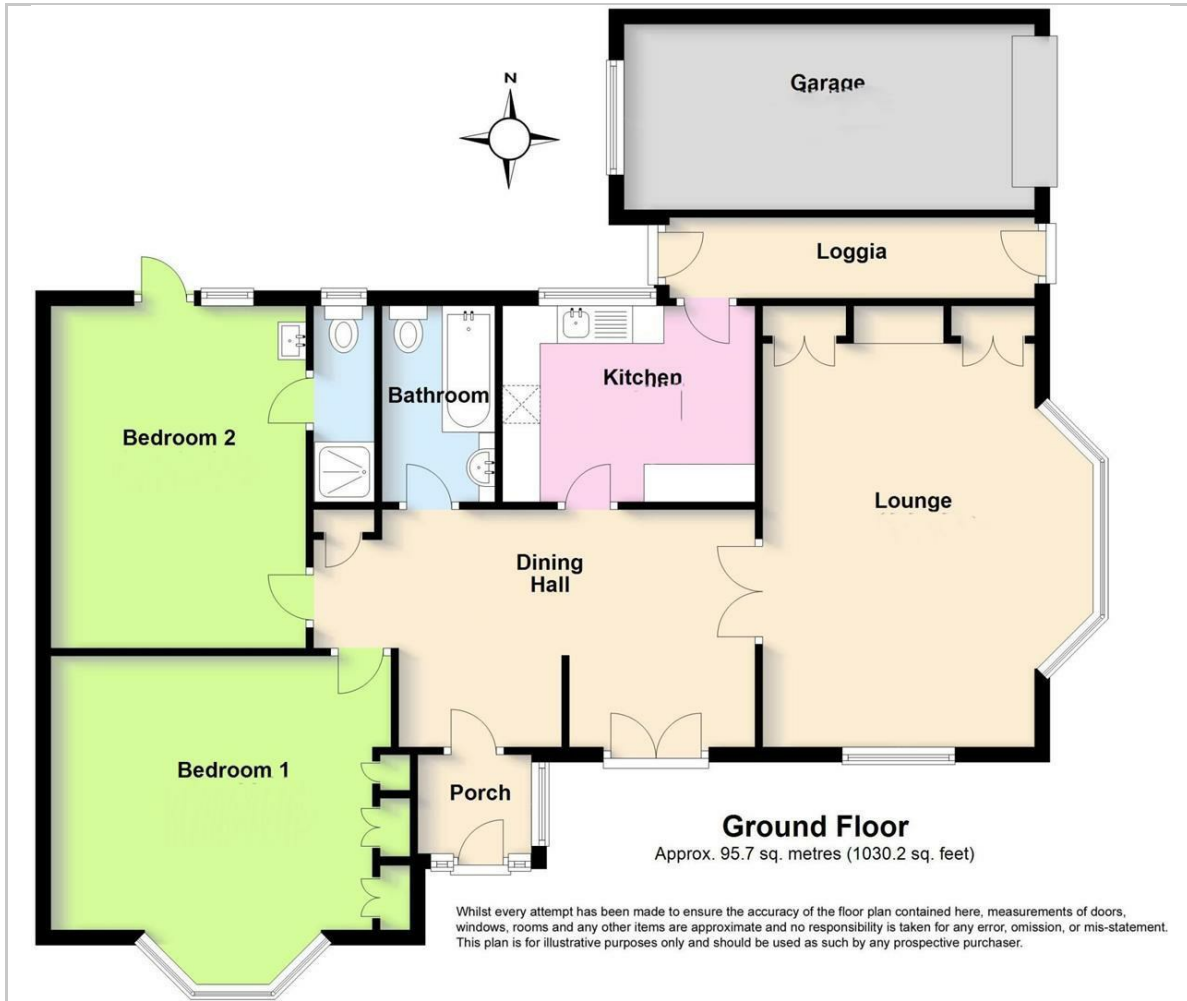 Garage
N
Loggia
Kitchen
Bathroom
Bedroom 2
Lounge
Dining
Hall
Bedroom 1
Porch
Ground Floor
Approx. 95.7 sq. metres (1030.2 sq. feet)
Whilst every attempt has been made to ensure the accuracy of the floor plan contained here, measurements of doors,
windows, rooms and any other items are approximate and no responsibility is taken for any error, omission, or mis-statement.
This plan is for illustrative purposes only and should be used as such by any prospective purchaser.